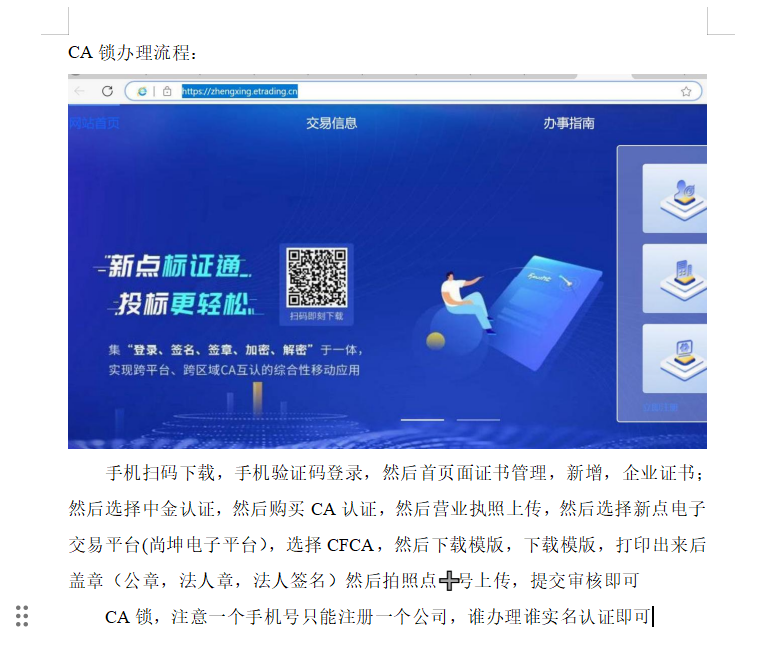 CA 锁办理流程：
https://zhengxing.etrading.cn
网站首页
交易信息
办事指南
新点标证通
投标更轻松
扫码即刻下载
集“登录、签名、签章、加密、解密”于一体，
实现跨平台、跨区域CA互认的综合性移动应用
手机扫码下载，手机验证码登录，然后首页面证书管理，新增，企业证书；
然后选择中金认证，然后购买 CA 认证，然后营业执照上传，然后选择新点电子
交易平台(尚坤电子平台），选择 CFCA，然后下载模版，下载模版，打印出来后
盖章（公章，法人章，法人签名）然后拍照点 号上传，提交审核即可
CA 锁，注意一个手机号只能注册一个公司，谁办理谁实名认证即可